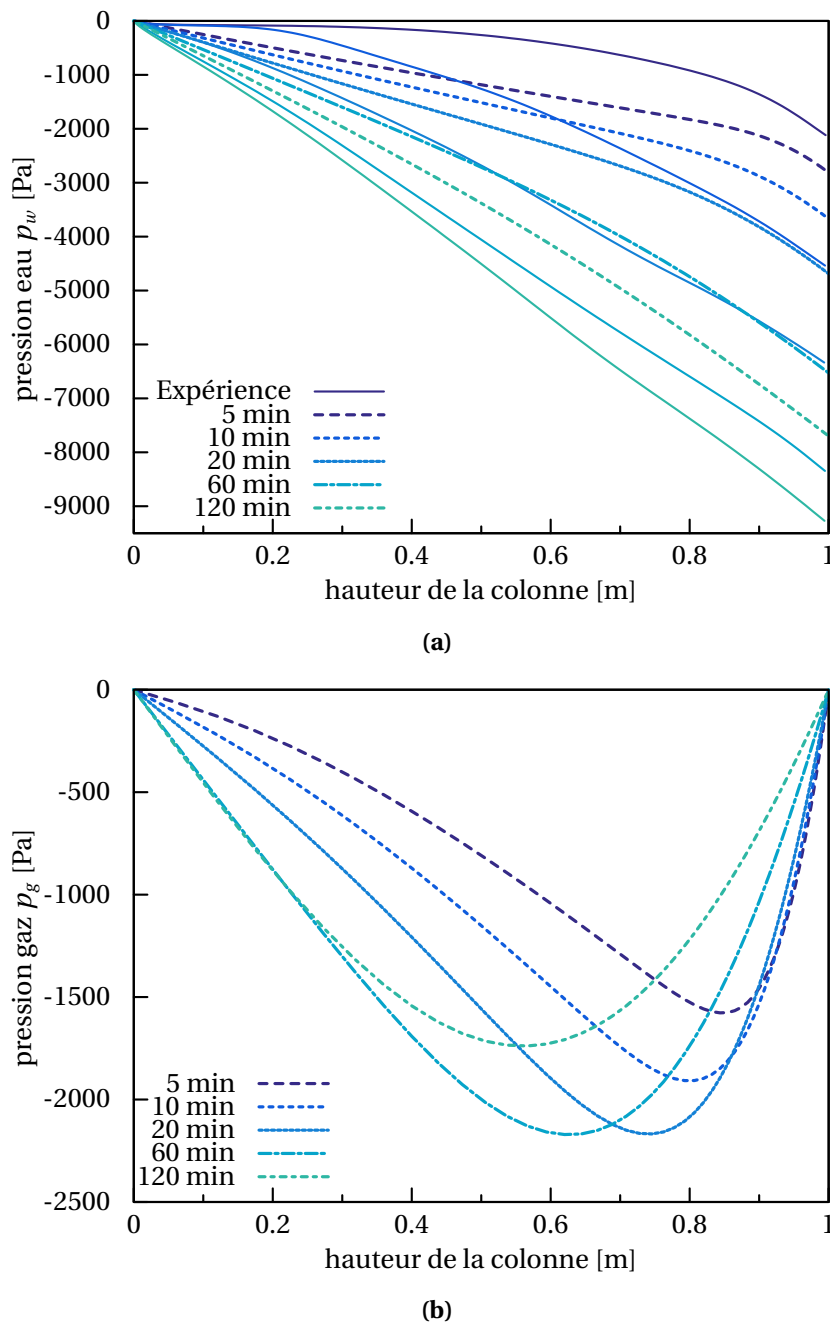 0
-1000
-2000
-3000
-4000
-5000
-6000
-7000
-8000
-9000
pression eau p_w [Pa]
Expérience
5 min
10 min
20 min
60 min
120 min
0 0.2 0.4 0.6 0.8 1
hauteur de la colonne [m]
(a)
0
-500
-1000
-1500
-2000
-2500
pression gaz p_g [Pa]
5 min
10 min
20 min
60 min
120 min
0 0.2 0.4 0.6 0.8 1
hauteur de la colonne [m]
(b)